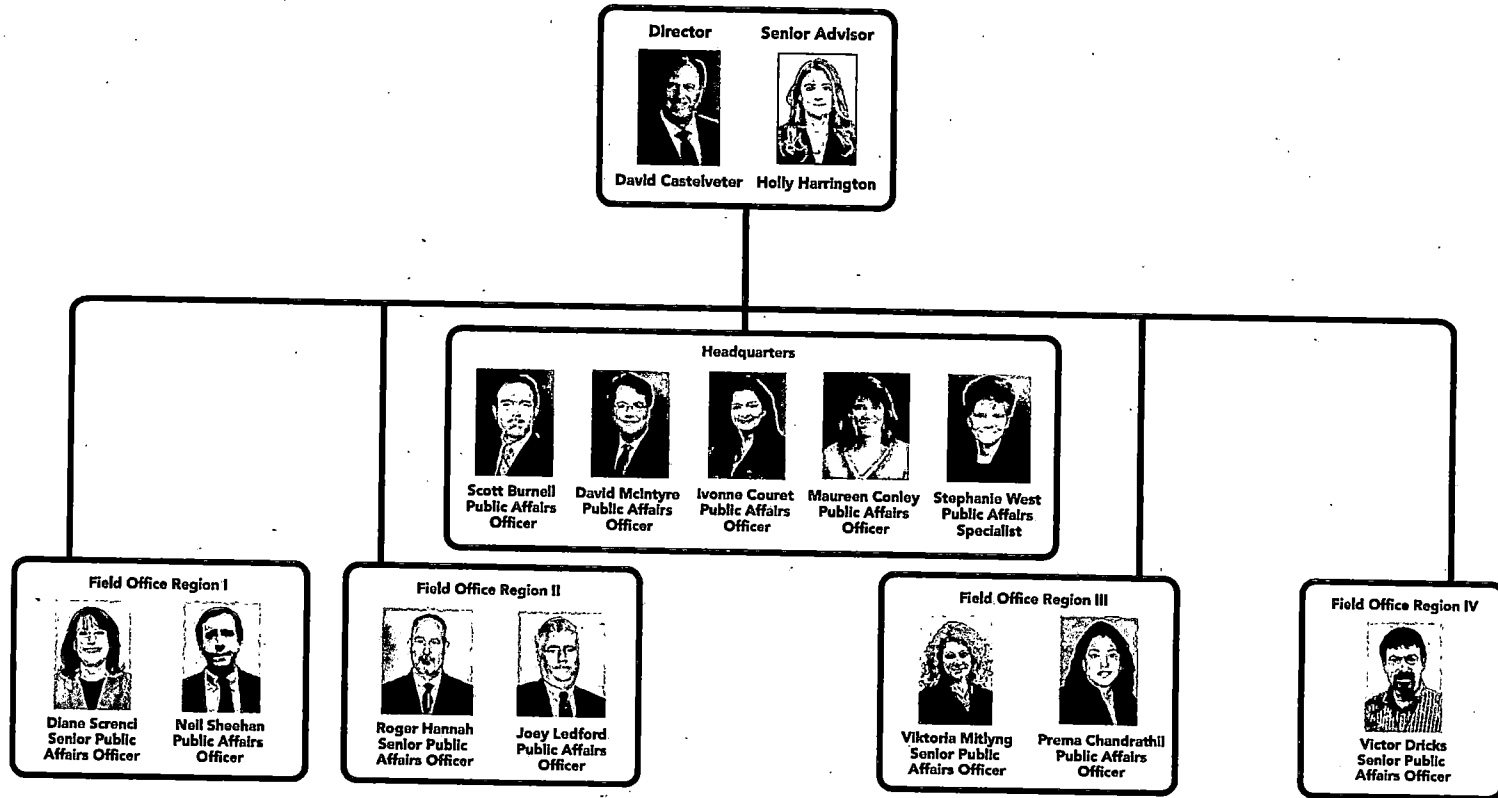 Director
Senior Advisor
David Castelveter
Holly Harrington
Headquarters
Scott Burnell
Public Affairs
Officer
David McIntyre
Public Affairs
Officer
Ivonne Couret
Public Affairs
Officer
Maureen Conley
Public Affairs
Officer
Stephanie West
Public Affairs
Specialist
Field Office Region I
Diane Screnci
Senior Public
Affairs Officer
Neil Sheehan
Public Affairs
Officer
Field Office Region II
Roger Hannah
Senior Public
Affairs Officer
Joey Ledford
Public Affairs
Officer
Field Office Region III
Viktoria Mitlyng
Senior Public
Affairs Officer
Prema Chandrathil
Public Affairs
Officer
Field Office Region IV
Victor Dricks
Senior Public
Affairs Officer